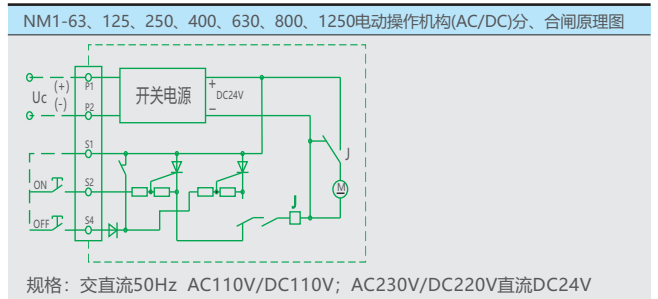 NM1-63、125、250、400、630、800、1250电动操作机构(AC/DC)分、合闸原理图
Uc
(+)
(-)
P1
P2
开关电源
+
DC24V
−
S1
J
ON
S2
M
J
OFF
S4
规格：交直流50Hz AC110V/DC110V；AC230V/DC220V直流DC24V